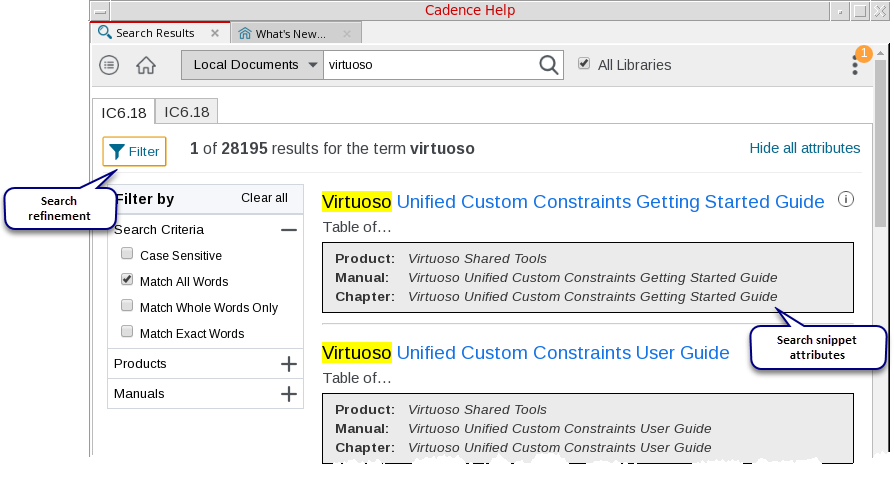 Cadence Help
Search Results
What's New...
Local Documents
virtuoso
All Libraries
1
IC6.18
IC6.18
Filter
1 of 28195 results for the term virtuoso
Hide all attributes
Search
refinement
Filter by
Clear all
Search Criteria
Case Sensitive
Match All Words
Match Whole Words Only
Match Exact Words
Products
Manuals
Virtuoso Unified Custom Constraints Getting Started Guide
Table of…
Product: Virtuoso Shared Tools
Manual: Virtuoso Unified Custom Constraints Getting Started Guide
Chapter: Virtuoso Unified Custom Constraints Getting Started Guide
Search snippet
attributes
Virtuoso Unified Custom Constraints User Guide
Table of…
Product: Virtuoso Shared Tools
Manual: Virtuoso Unified Custom Constraints User Guide
Chapter: Virtuoso Unified Custom Constraints User Guide